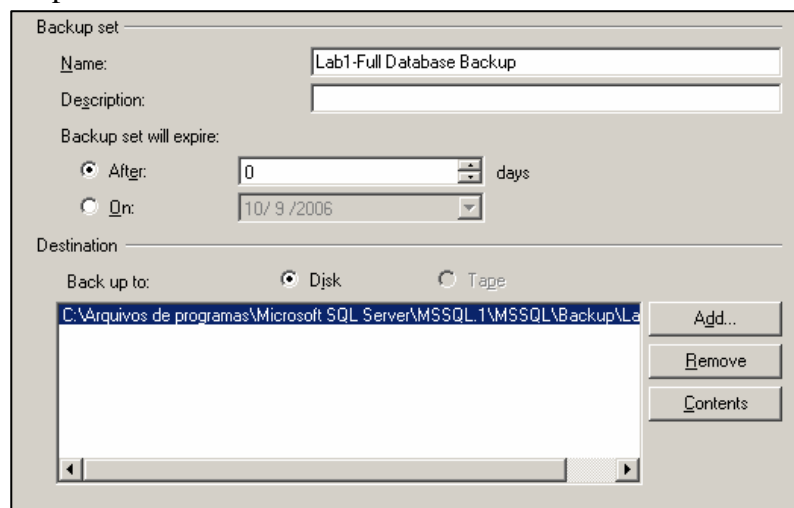 Backup set
Name: Lab1-Full Database Backup
Description:
Backup set will expire:
After: 0 days
On: 10/ 9 /2006
Destination
Back up to: Disk Tape
C:\Arquivos de programas\Microsoft SQL Server\MSSQL.1\MSSQL\Backup\La
Add...
Remove
Contents